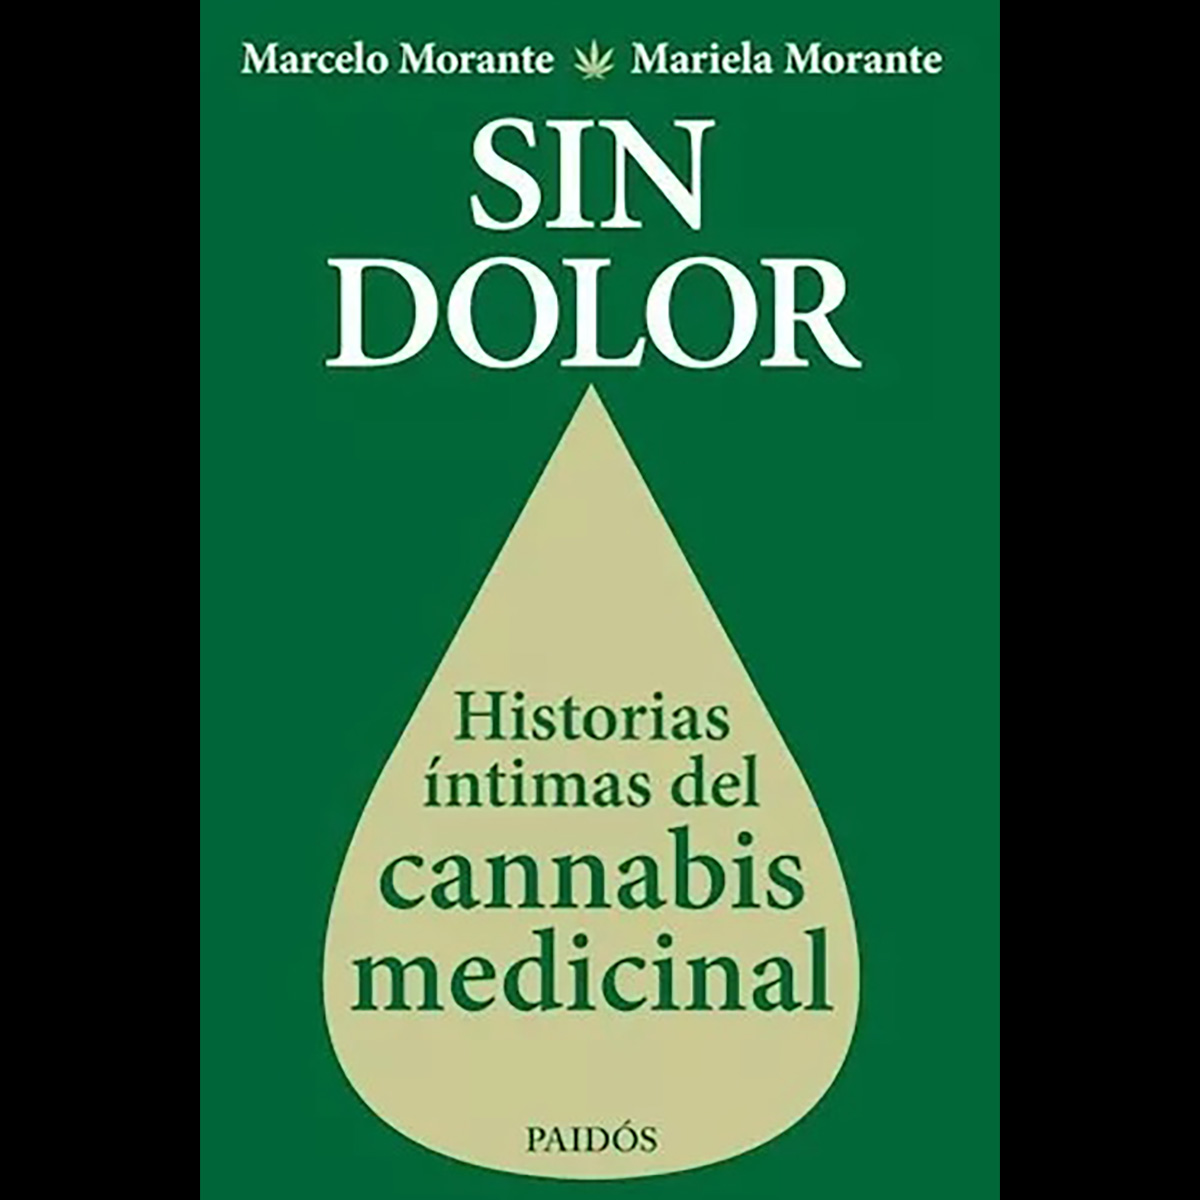 Marcelo Morante Mariela Morante
SIN
DOLOR
Historias
íntimas del
cannabis
medicinal
PAIDÓS